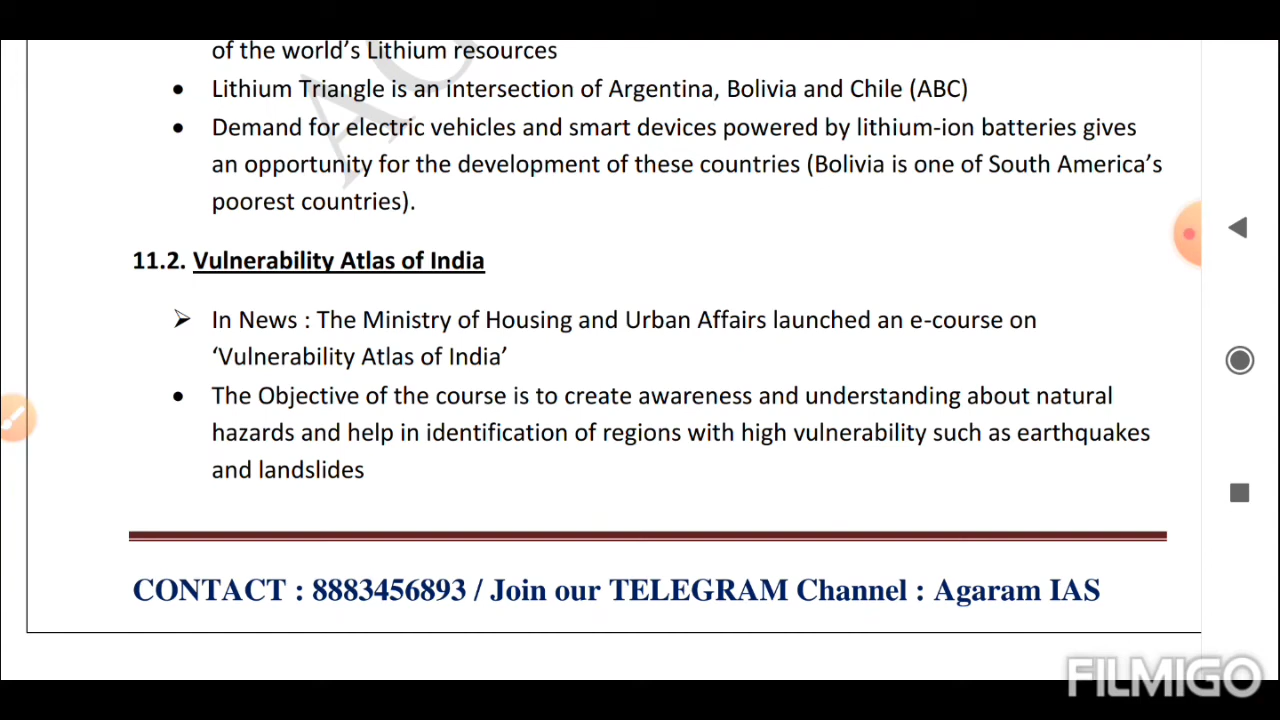 of the world’s Lithium resources
• Lithium Triangle is an intersection of Argentina, Bolivia and Chile (ABC)
• Demand for electric vehicles and smart devices powered by lithium-ion batteries gives
an opportunity for the development of these countries (Bolivia is one of South America’s
poorest countries).
11.2. Vulnerability Atlas of India
➢ In News : The Ministry of Housing and Urban Affairs launched an e-course on
‘Vulnerability Atlas of India’
• The Objective of the course is to create awareness and understanding about natural
hazards and help in identification of regions with high vulnerability such as earthquakes
and landslides
CONTACT : 8883456893 / Join our TELEGRAM Channel : Agaram IAS
FILMIGO